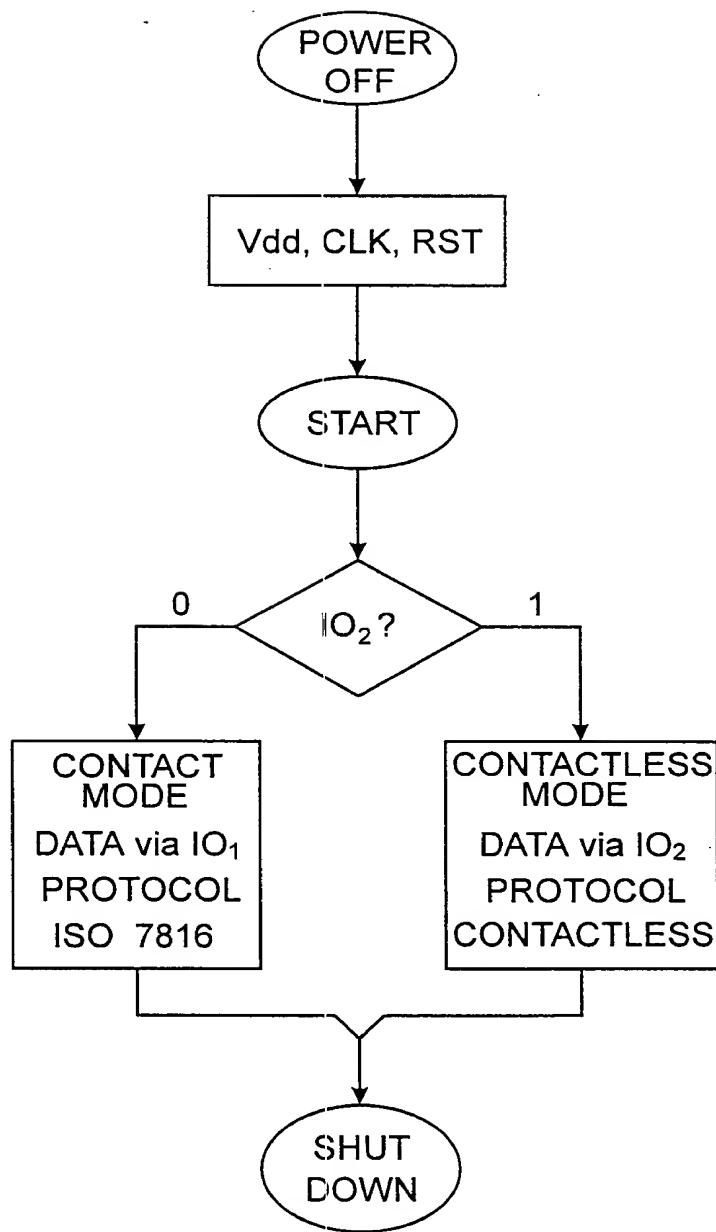 POWER
OFF
Vdd, CLK, RST
START
0
IO₂?
1
CONTACT
MODE
DATA via IO₁
PROTOCOL
ISO 7816
CONTACTLESS
MODE
DATA via IO₂
PROTOCOL
CONTACTLESS
SHUT
DOWN